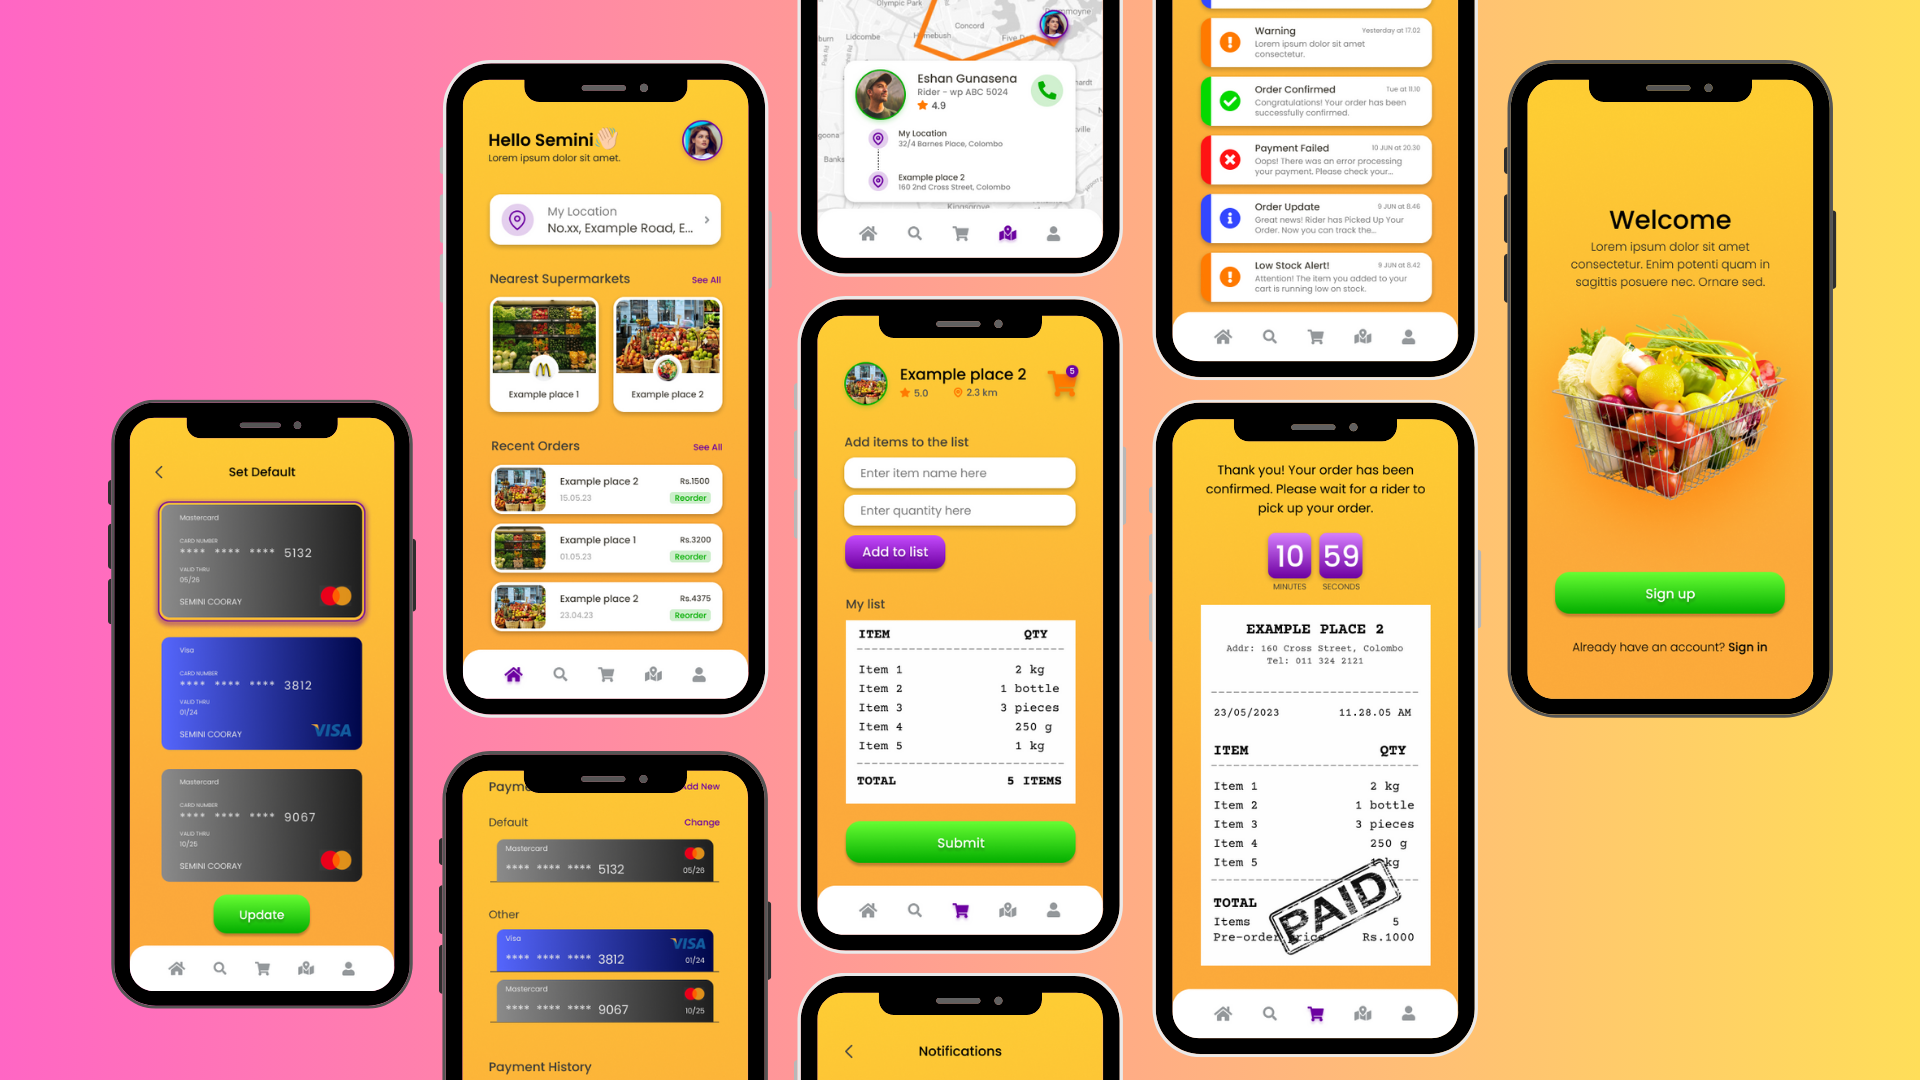 Set Default
Mastercard
CARD NUMBER
**** **** **** 5132
VALID THRU
05/26
SEMINI COORAY
Visa
CARD NUMBER
**** **** **** 3812
VALID THRU
01/24
SEMINI COORAY
VISA
Mastercard
CARD NUMBER
**** **** **** 9067
VALID THRU
10/25
SEMINI COORAY
Update
Hello Semini
Lorem ipsum dolor sit amet.
My Location
No.xx, Example Road, E...
Nearest Supermarkets See All
Example place 1 Example place 2
Recent Orders See All
Example place 2 Rs.1500
15.05.23 Reorder
Example place 1 Rs.3200
01.05.23 Reorder
Example place 2 Rs.4375
23.04.23 Reorder
Add New
Default Change
Mastercard
**** **** **** 5132 05/26
Other
Visa VISA
**** **** **** 3812 01/24
Mastercard
**** **** **** 9067 10/25
Payment History
Olympic Park
Concord
Lidcombe
Eshan Gunasena
Rider - wp ABC 5024
4.9
My Location
32/4 Barnes Place, Colombo
Example place 2
160 2nd Cross Street, Colombo
Example place 2 5
5.0 2.3 km
Add items to the list
Enter item name here
Enter quantity here
Add to list
My list
ITEM QTY
Item 1 2 kg
Item 2 1 bottle
Item 3 3 pieces
Item 4 250 g
Item 5 1 kg
TOTAL 5 ITEMS
Submit
Notifications
Warning Yesterday at 17.02
Lorem ipsum dolor sit amet
consectetur.
Order Confirmed Tue at 11.10
Congratulations! Your order has been
successfully confirmed.
Payment Failed 10 JUN at 20.30
Oops! There was an error processing
your payment. Please check your...
Order Update 9 JUN at 8.46
Great news! Rider has Picked Up Your
Order. Now you can track the...
Low Stock Alert! 9 JUN at 8.42
Attention! The item you added to your
cart is running low on stock.
Thank you! Your order has been
confirmed. Please wait for a rider to
pick up your order.
10 59
MINUTES SECONDS
EXAMPLE PLACE 2
Addr: 160 Cross Street, Colombo
Tel: 011 324 2121
23/05/2023 11.28.05 AM
ITEM QTY
Item 1 2 kg
Item 2 1 bottle
Item 3 3 pieces
Item 4 250 g
Item 5 kg
PAID
TOTAL
Items 5
Pre-order Rs.1000
Welcome
Lorem ipsum dolor sit amet
consectetur. Enim potenti quam in
sagittis posuere nec. Ornare sed.
Sign up
Already have an account? Sign in